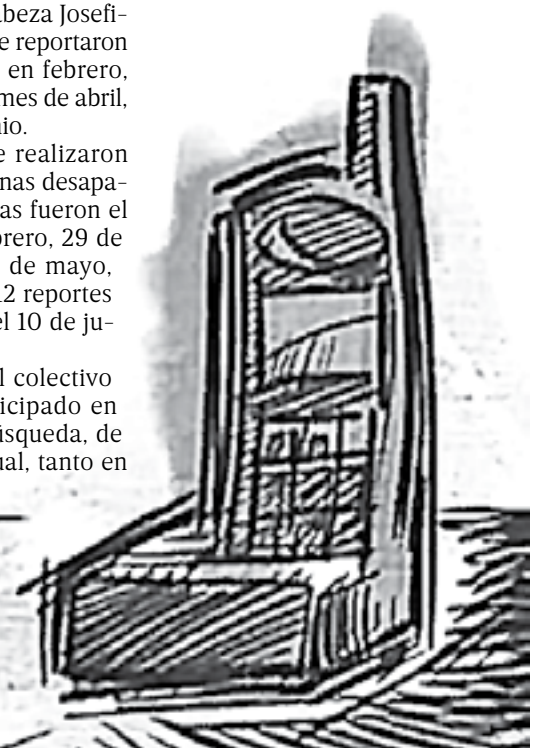 abeza Josefi-
e reportaron
en febrero,
mes de abril,
nio.
e realizaron
nas desapa-
as fueron el
brero, 29 de
de mayo,
12 reportes
el 10 de ju-
l colectivo
icipado en
úsqueda, de
ual, tanto en